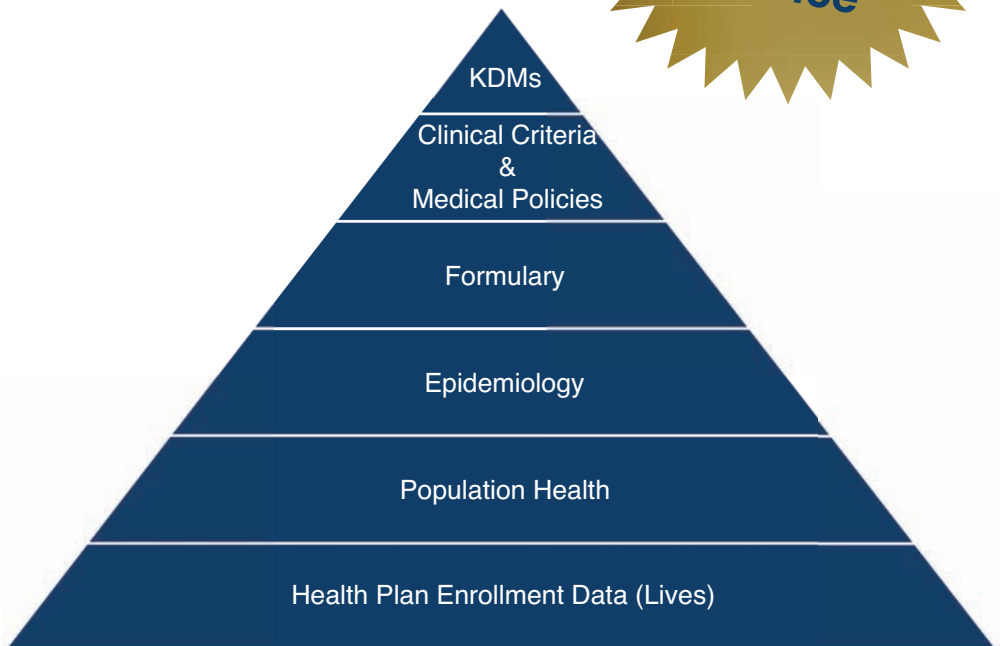 KDMs
Clinical Criteria
&
Medical Policies
Formulary
Epidemiology
Population Health
Health Plan Enrollment Data (Lives)